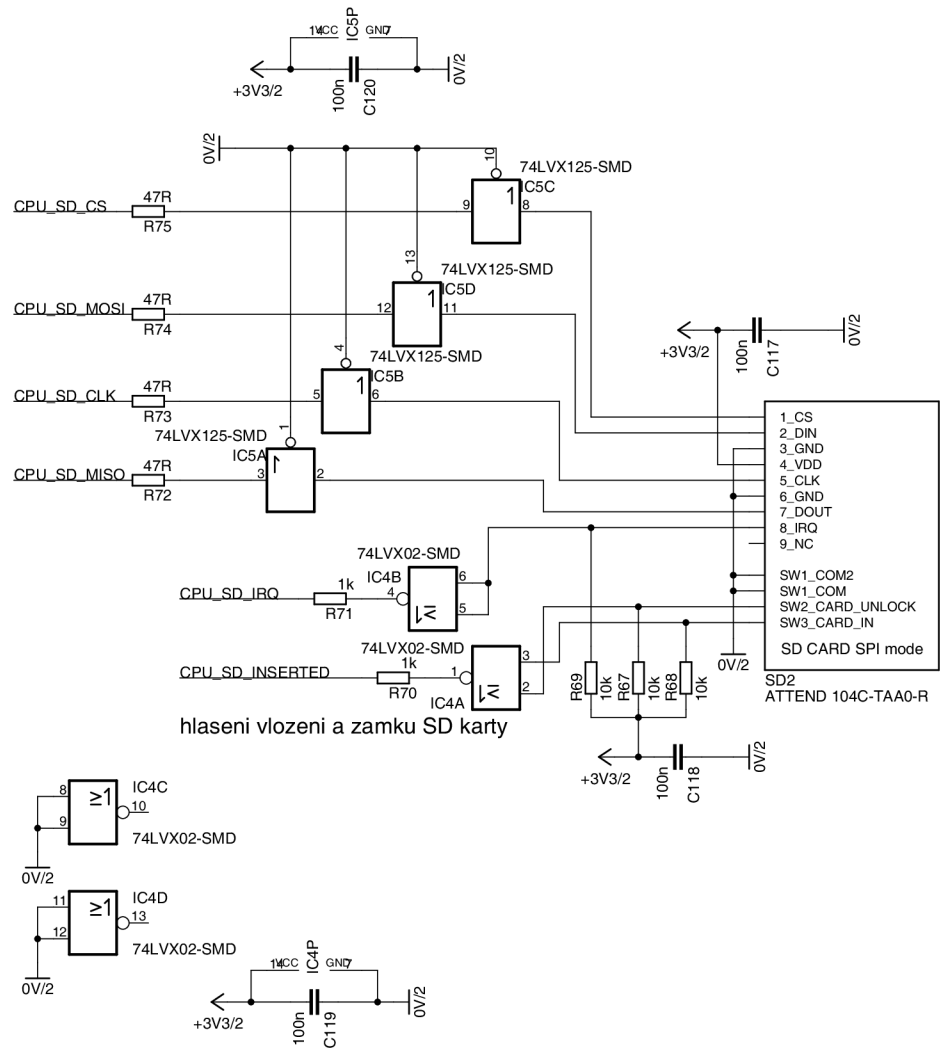 IC5P
14 VCC GND 7
+3V3/2 100n C120 0V/2
0V/2
10
74LVX125-SMD
IC5C
CPU_SD_CS 47R 9 1 8
R75
13
74LVX125-SMD
IC5D
CPU_SD_MOSI 47R 12 1 11
R74
4
74LVX125-SMD
IC5B
CPU_SD_CLK 47R 5 1 6
R73
1
74LVX125-SMD
IC5A
CPU_SD_MISO 47R 3 1 2
R72
+3V3/2 100n C117 0V/2
1_CS
2_DIN
3_GND
4_VDD
5_CLK
6_GND
7_DOUT
8_IRQ
9_NC
SW1_COM2
SW1_COM
SW2_CARD_UNLOCK
SW3_CARD_IN
SD CARD SPI mode
SD2
ATTEND 104C-TAA0-R
0V/2
74LVX02-SMD
IC4B
CPU_SD_IRQ 1k 4 ≥1 6
R71 5
74LVX02-SMD
CPU_SD_INSERTED 1k 1 ≥1 3
R70 IC4A 2
R69 10k R67 10k R68 10k
hlaseni vlozeni a zamku SD karty
+3V3/2 100n C118 0V/2
8 ≥1 IC4C
10
9
74LVX02-SMD
0V/2
11 ≥1 IC4D
13
12
74LVX02-SMD
0V/2
IC4P
14 VCC GND 7
+3V3/2 100n C119 0V/2